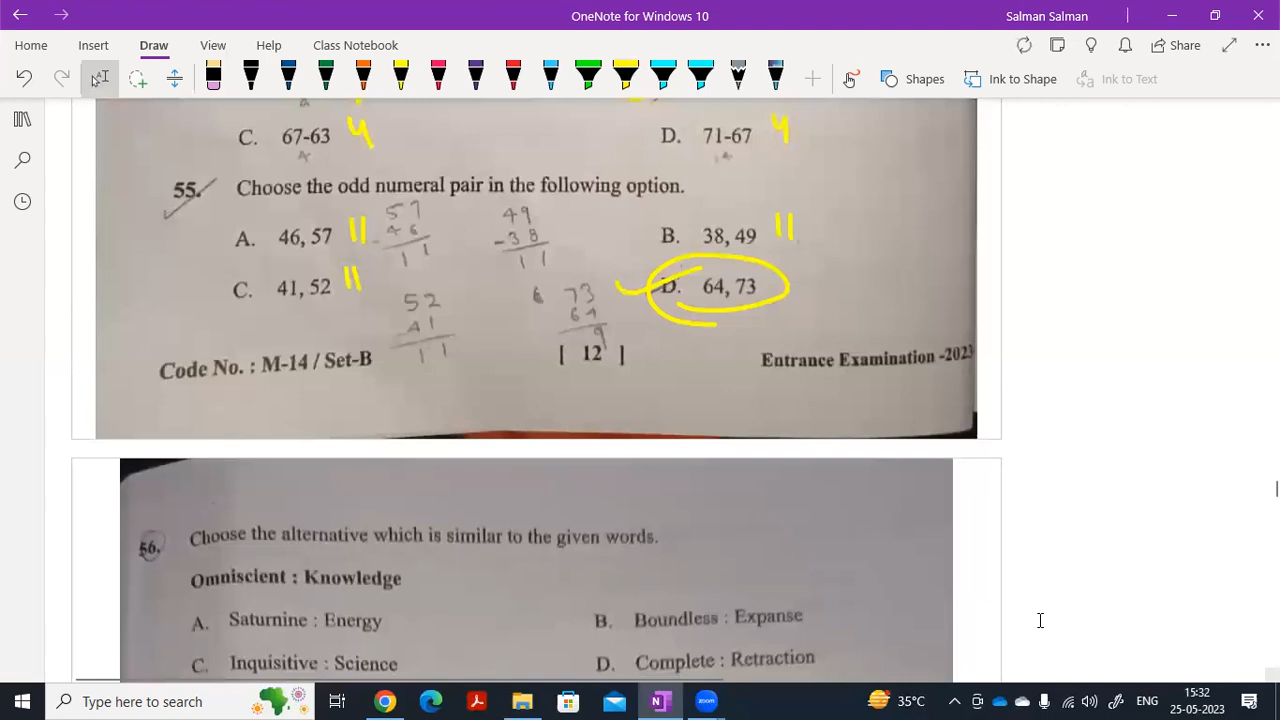 OneNote for Windows 10
Salman Salman
Home Insert Draw View Help Class Notebook Share
Shapes Ink to Shape Ink to Text
C. 67-63 4 D. 71-67 4
55. Choose the odd numeral pair in the following option.
A. 46, 57 11 B. 38, 49 11
57
- 46
11
49
- 38
11
C. 41, 52 11 D. 64, 73
52
41
11
6 73
64
9
Code No. : M-14 / Set-B [ 12 ] Entrance Examination -2023
56. Choose the alternative which is similar to the given words.
Omniscient : Knowledge
A. Saturnine : Energy B. Boundless : Expanse
C. Inquisitive : Science D. Complete : Retraction
Type here to search
zoom
35°C
ENG
15:32
25-05-2023